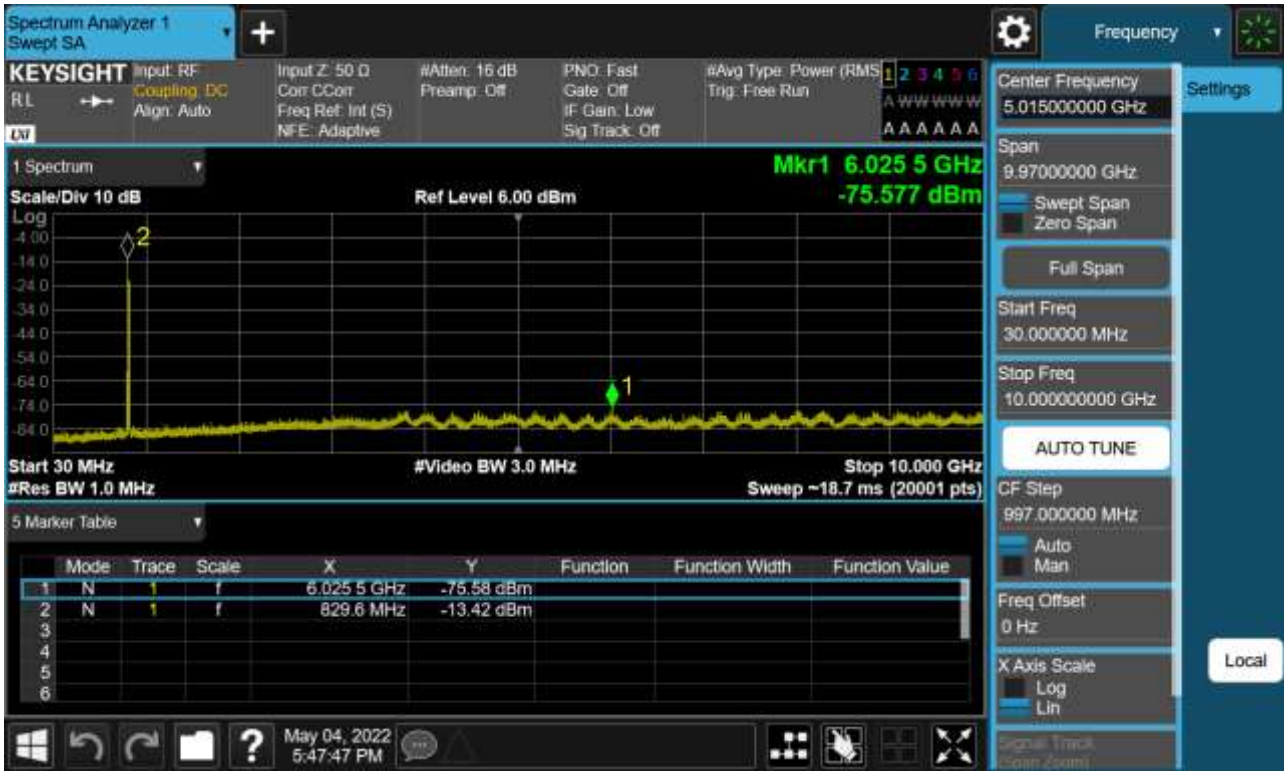 Spectrum Analyzer 1
Swept SA
+
Frequency
KEYSIGHT
RL
LXI
Input: RF
Coupling: DC
Align: Auto
Input Z: 50 Ω
Corr CCorr
Freq Ref: Int (S)
NFE: Adaptive
#Atten: 16 dB
Preamp: Off
PNO: Fast
Gate: Off
IF Gain: Low
Sig Track: Off
#Avg Type: Power (RMS
Trig: Free Run
1 2 3 4 5 6
A W W W W W
A A A A A A
1 Spectrum
Scale/Div 10 dB
Ref Level 6.00 dBm
Mkr1 6.025 5 GHz
-75.577 dBm
Log
-4.00
-14.0
-24.0
-34.0
-44.0
-54.0
-64.0
-74.0
-84.0
2
1
Start 30 MHz
#Video BW 3.0 MHz
Stop 10.000 GHz
#Res BW 1.0 MHz
Sweep ~18.7 ms (20001 pts)
5 Marker Table
Mode Trace Scale X Y Function Function Width Function Value
1 N 1 f 6.025 5 GHz -75.58 dBm
2 N 1 f 829.6 MHz -13.42 dBm
3
4
5
6
?
May 04, 2022
5:47:47 PM
Center Frequency
5.015000000 GHz
Settings
Span
9.97000000 GHz
Swept Span
Zero Span
Full Span
Start Freq
30.000000 MHz
Stop Freq
10.000000000 GHz
AUTO TUNE
CF Step
997.000000 MHz
Auto
Man
Freq Offset
0 Hz
X Axis Scale
Log
Lin
Local
Signal Track
(Span Zoom)